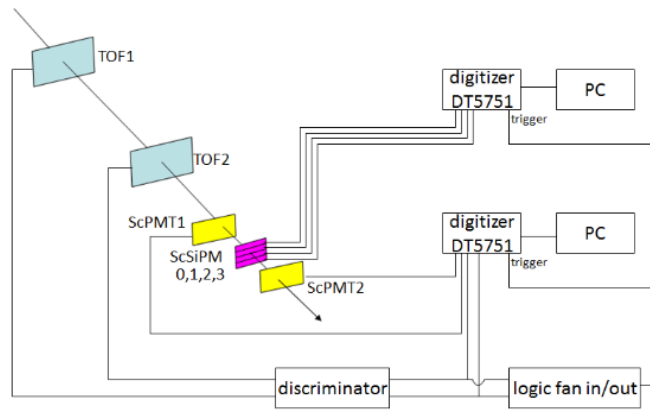 TOF1
digitizer
DT5751
PC
trigger
TOF2
ScPMT1
ScSiPM
0,1,2,3
digitizer
DT5751
PC
trigger
ScPMT2
discriminator
logic fan in/out